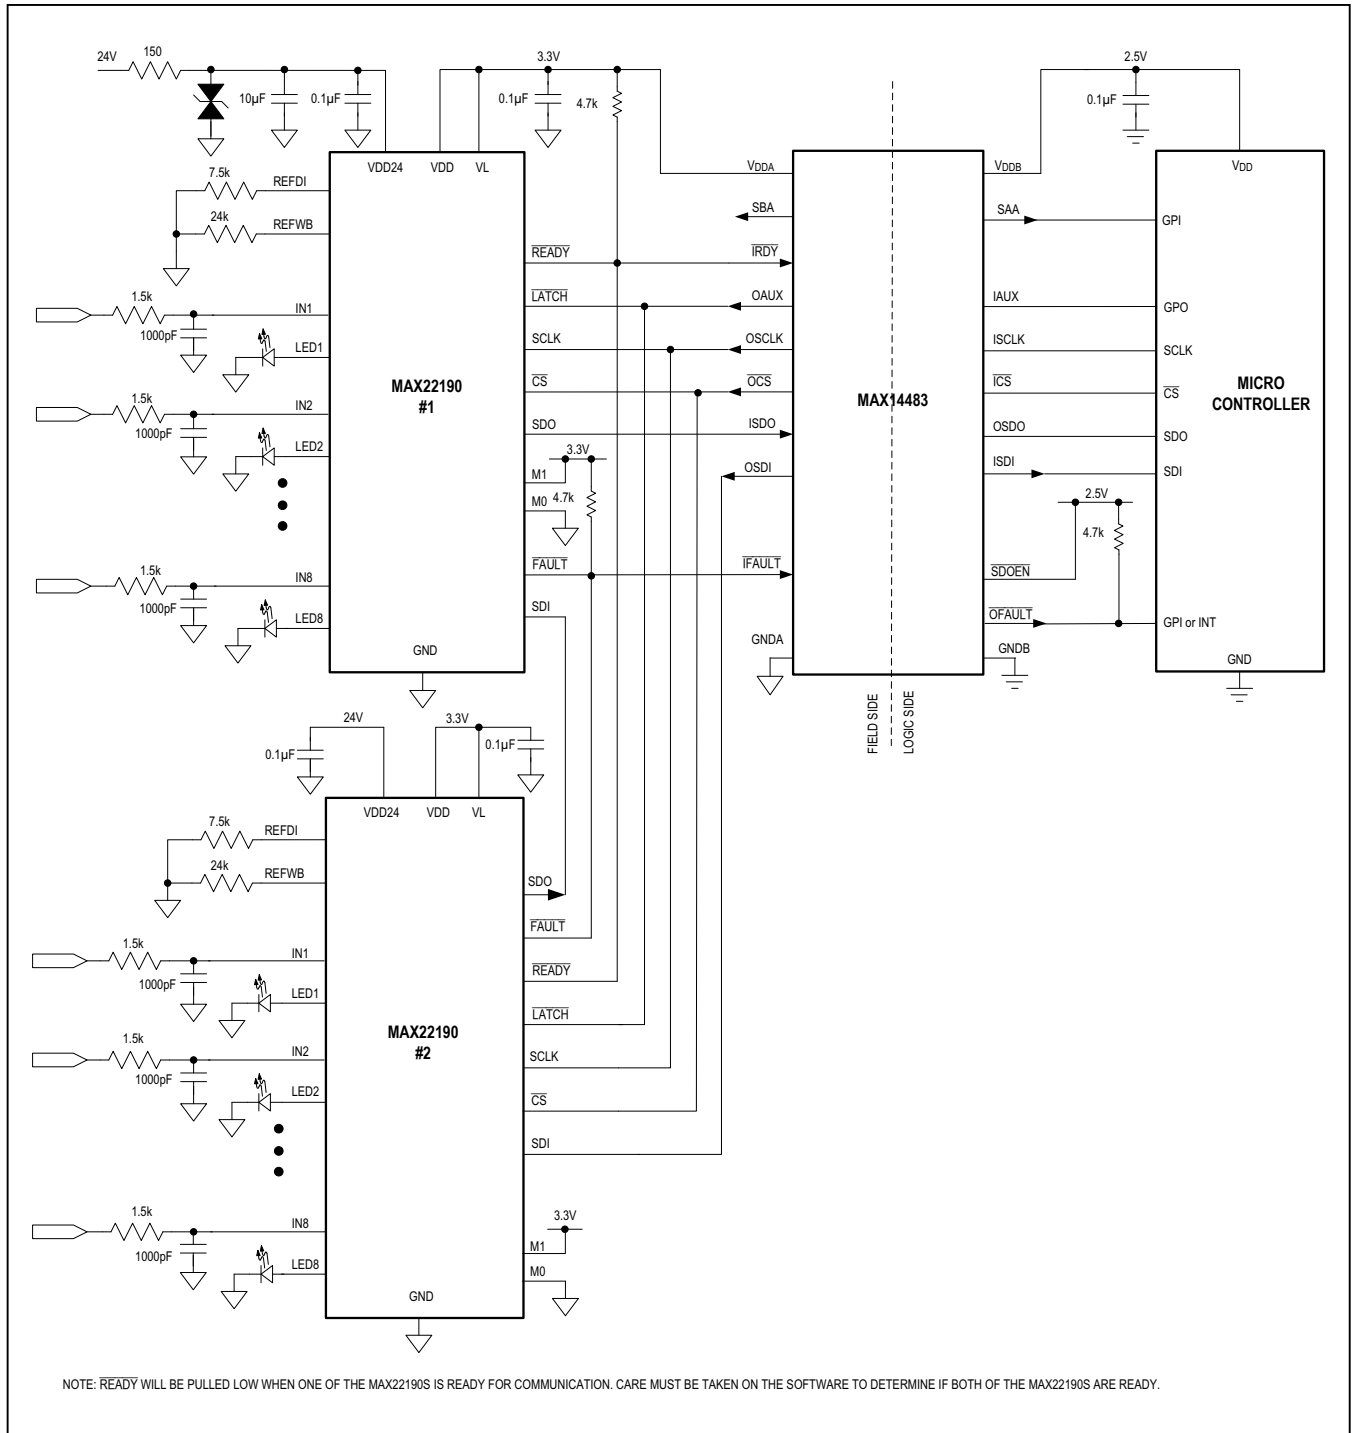 24V
150
10µF
0.1µF
3.3V
0.1µF
4.7k
2.5V
0.1µF
VDD24
VDD
VL
7.5k
REFDI
24k
REFWB
1.5k
IN1
1000pF
LED1
1.5k
IN2
1000pF
LED2
1.5k
IN8
1000pF
LED8
MAX22190
#1
READY
LATCH
SCLK
CS
SDO
M1
M0
3.3V
4.7k
FAULT
SDI
GND
VDDA
SBA
IRDY
OAUX
OSCLK
OCS
ISDO
OSDI
IFAULT
GNDA
MAX14483
FIELD SIDE
LOGIC SIDE
VDDB
SAA
IAUX
ISCLK
ICS
OSDO
ISDI
2.5V
4.7k
SDOEN
OFAULT
GNDB
VDD
GPI
GPO
SCLK
CS
SDO
SDI
MICRO
CONTROLLER
GPI or INT
GND
24V
0.1µF
3.3V
0.1µF
VDD24
VDD
VL
7.5k
REFDI
24k
REFWB
1.5k
IN1
1000pF
LED1
1.5k
IN2
1000pF
LED2
1.5k
IN8
1000pF
LED8
MAX22190
#2
SDO
FAULT
READY
LATCH
SCLK
CS
SDI
3.3V
M1
M0
GND
NOTE: READY WILL BE PULLED LOW WHEN ONE OF THE MAX22190S IS READY FOR COMMUNICATION. CARE MUST BE TAKEN ON THE SOFTWARE TO DETERMINE IF BOTH OF THE MAX22190S ARE READY.